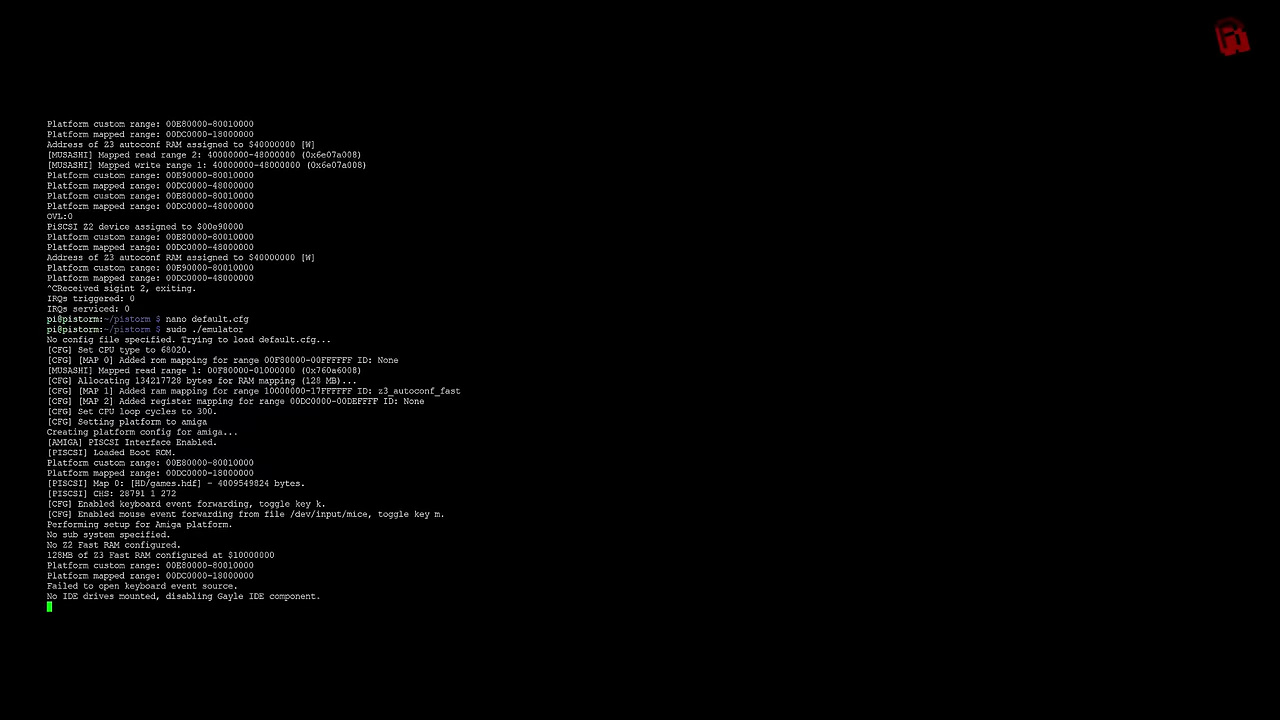 Platform custom range: 00E80000-80010000
Platform mapped range: 00DC0000-18000000
Address of Z3 autoconf RAM assigned to $40000000 [W]
[MUSASHI] Mapped read range 2: 40000000-48000000 (0x6e07a008)
[MUSASHI] Mapped write range 1: 40000000-48000000 (0x6e07a008)
Platform custom range: 00E90000-80010000
Platform mapped range: 00DC0000-48000000
Platform custom range: 00E80000-80010000
Platform mapped range: 00DC0000-48000000
OVL:0
PiSCSI Z2 device assigned to $00e90000
Platform custom range: 00E80000-80010000
Platform mapped range: 00DC0000-48000000
Address of Z3 autoconf RAM assigned to $40000000 [W]
Platform custom range: 00E90000-80010000
Platform mapped range: 00DC0000-48000000
^CReceived sigint 2, exiting.
IRQs triggered: 0
IRQs serviced: 0
pi@pistorm:~/pistorm $ nano default.cfg
pi@pistorm:~/pistorm $ sudo ./emulator
No config file specified. Trying to load default.cfg...
[CFG] Set CPU type to 68020.
[CFG] [MAP 0] Added rom mapping for range 00F80000-00FFFFFF ID: None
[MUSASHI] Mapped read range 1: 00F80000-01000000 (0x760a6008)
[CFG] Allocating 134217728 bytes for RAM mapping (128 MB)...
[CFG] [MAP 1] Added ram mapping for range 10000000-17FFFFFF ID: z3_autoconf_fast
[CFG] [MAP 2] Added register mapping for range 00DC0000-00DEFFFF ID: None
[CFG] Set CPU loop cycles to 300.
[CFG] Setting platform to amiga
Creating platform config for amiga...
[AMIGA] PISCSI Interface Enabled.
[PISCSI] Loaded Boot ROM.
Platform custom range: 00E80000-80010000
Platform mapped range: 00DC0000-18000000
[PISCSI] Map 0: [HD/games.hdf] - 4009549824 bytes.
[PISCSI] CHS: 28791 1 272
[CFG] Enabled keyboard event forwarding, toggle key k.
[CFG] Enabled mouse event forwarding from file /dev/input/mice, toggle key m.
Performing setup for Amiga platform.
No sub system specified.
No Z2 Fast RAM configured.
128MB of Z3 Fast RAM configured at $10000000
Platform custom range: 00E80000-80010000
Platform mapped range: 00DC0000-18000000
Failed to open keyboard event source.
No IDE drives mounted, disabling Gayle IDE component.